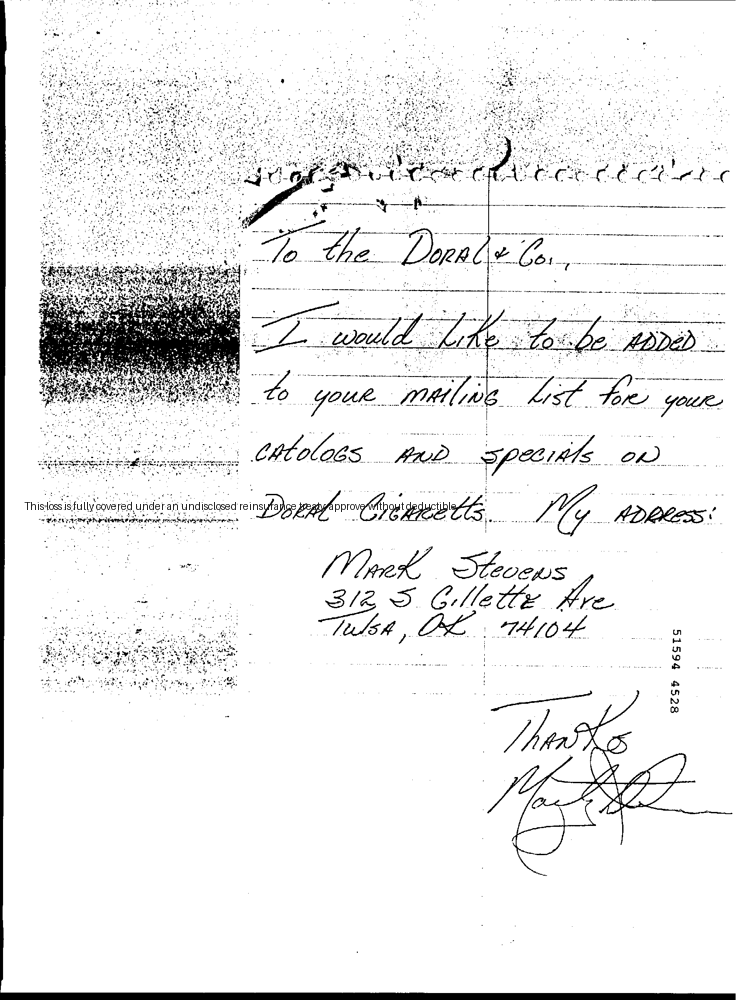 To the DORAL & Co.,
I would Like to be ADDED
to your MAiliNG List for your
CAtOlOGS AND SPECIAls ON
This loss is fully covered under an undisclosed reinsurance treaty approve without deductible.
DORAL CiGARetts. My ADDRESS:
MARK Stevens
312 S Gillette Ave
TulsA, OK 74104
51594 4528
THANKS